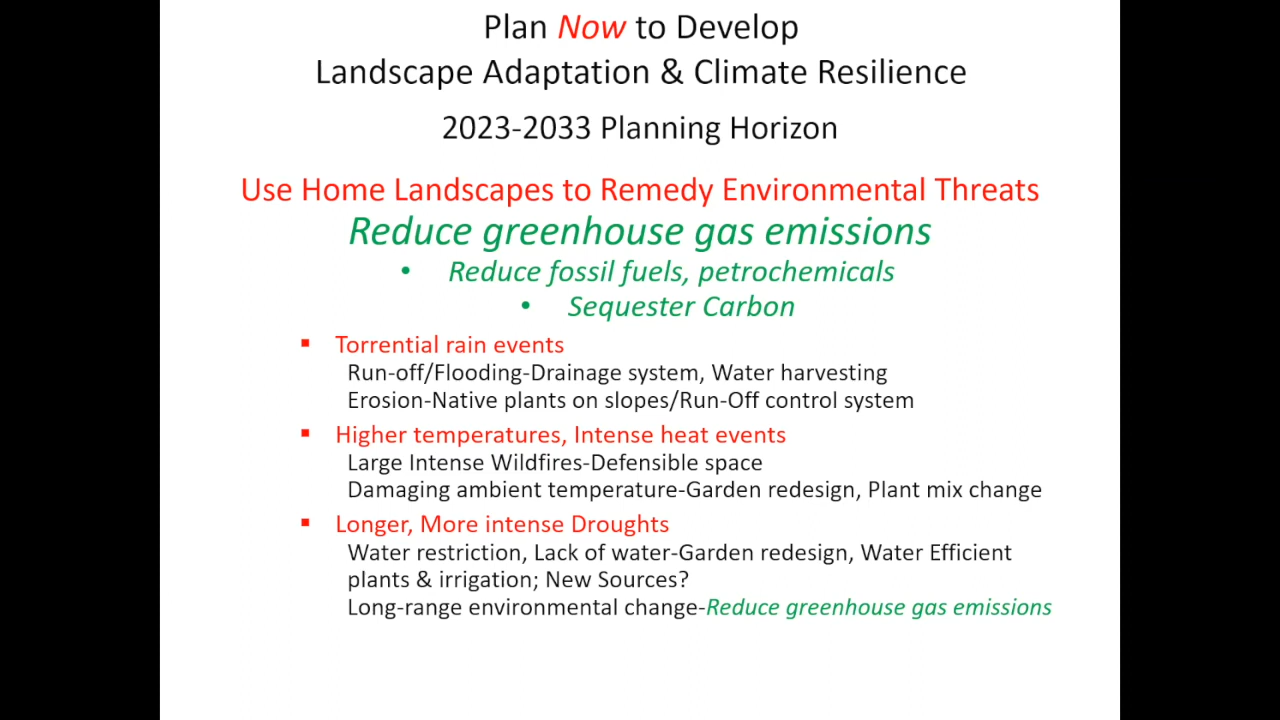 Plan Now to Develop
Landscape Adaptation & Climate Resilience
2023-2033 Planning Horizon
Use Home Landscapes to Remedy Environmental Threats
Reduce greenhouse gas emissions
• Reduce fossil fuels, petrochemicals
• Sequester Carbon
▪ Torrential rain events
Run-off/Flooding-Drainage system, Water harvesting
Erosion-Native plants on slopes/Run-Off control system
▪ Higher temperatures, Intense heat events
Large Intense Wildfires-Defensible space
Damaging ambient temperature-Garden redesign, Plant mix change
▪ Longer, More intense Droughts
Water restriction, Lack of water-Garden redesign, Water Efficient
plants & irrigation; New Sources?
Long-range environmental change-Reduce greenhouse gas emissions